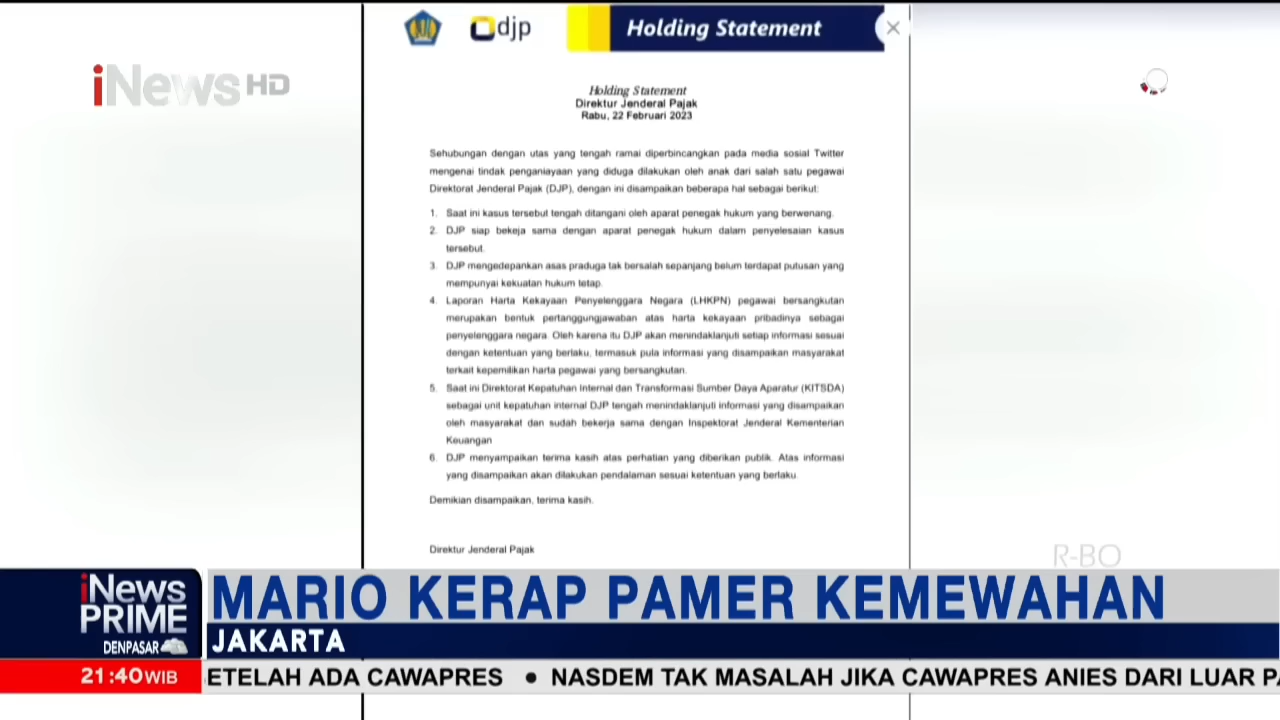 djp
Holding Statement
iNews HD
Holding Statement
Direktur Jenderal Pajak
Rabu, 22 Februari 2023
Sehubungan dengan utas yang tengah ramai diperbincangkan pada media sosial Twitter
mengenai tindak penganiayaan yang diduga dilakukan oleh anak dari salah satu pegawai
Direktorat Jenderal Pajak (DJP), dengan ini disampaikan beberapa hal sebagai berikut:
1. Saat ini kasus tersebut tengah ditangani oleh aparat penegak hukum yang berwenang.
2. DJP siap bekeja sama dengan aparat penegak hukum dalam penyelesaian kasus
tersebut.
3. DJP mengedepankan asas praduga tak bersalah sepanjang belum terdapat putusan yang
mempunyai kekuatan hukum tetap.
4. Laporan Harta Kekayaan Penyelenggara Negara (LHKPN) pegawai bersangkutan
merupakan bentuk pertanggungjawaban atas harta kekayaan pribadinya sebagai
penyelenggara negara. Oleh karena itu DJP akan menindaklanjuti setiap informasi sesuai
dengan ketentuan yang berlaku, termasuk pula informasi yang disampaikan masyarakat
terkait kepemilikan harta pegawai yang bersangkutan.
5. Saat ini Direktorat Kepatuhan Internal dan Transformasi Sumber Daya Aparatur (KITSDA)
sebagai unit kepatuhan internal DJP tengah menindaklanjuti informasi yang disampaikan
oleh masyarakat dan sudah bekerja sama dengan Inspektorat Jenderal Kementerian
Keuangan
6. DJP menyampaikan terima kasih atas perhatian yang diberikan publik. Atas informasi
yang disampaikan akan dilakukan pendalaman sesuai ketentuan yang berlaku.
Demikian disampaikan, terima kasih.
Direktur Jenderal Pajak
R-BO
iNews
PRIME
DENPASAR
MARIO KERAP PAMER KEMEWAHAN
JAKARTA
21:40 WIB
ETELAH ADA CAWAPRES • NASDEM TAK MASALAH JIKA CAWAPRES ANIES DARI LUAR PA